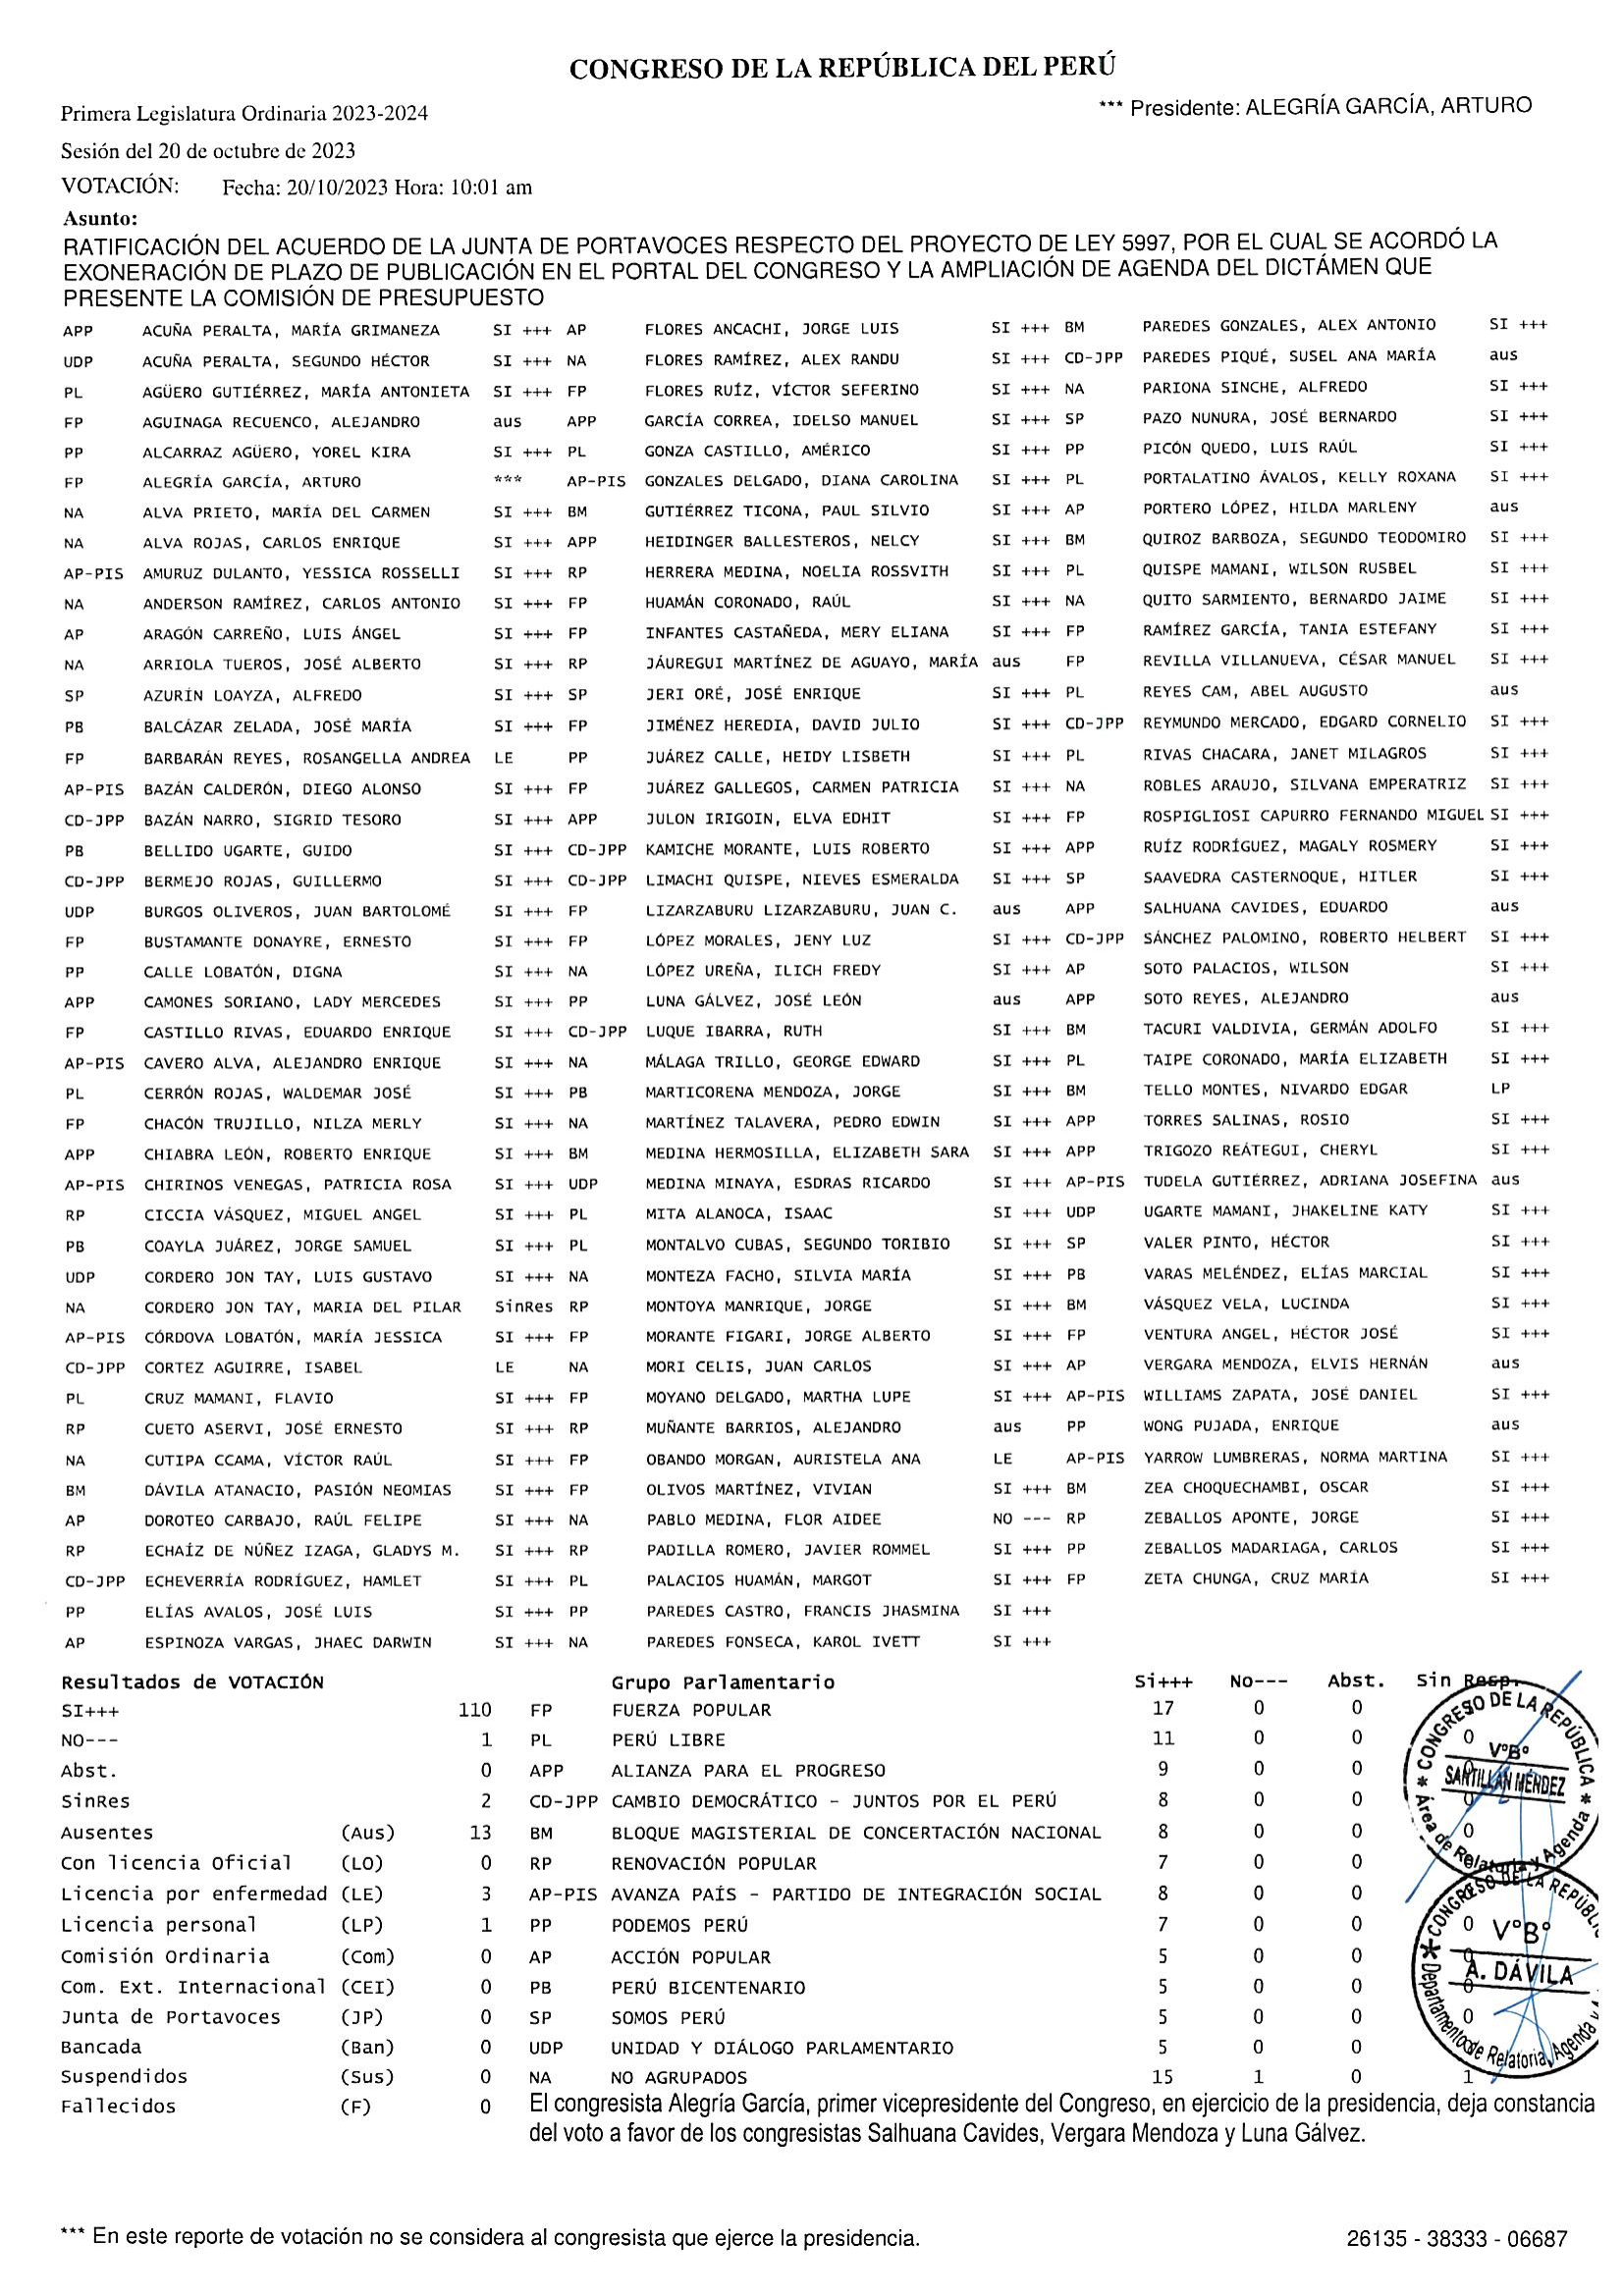 CONGRESO DE LA REPÚBLICA DEL PERÚ
Primera Legislatura Ordinaria 2023-2024 *** Presidente: ALEGRÍA GARCÍA, ARTURO
Sesión del 20 de octubre de 2023
VOTACIÓN: Fecha: 20/10/2023 Hora: 10:01 am
Asunto:
RATIFICACIÓN DEL ACUERDO DE LA JUNTA DE PORTAVOCES RESPECTO DEL PROYECTO DE LEY 5997, POR EL CUAL SE ACORDÓ LA
EXONERACIÓN DE PLAZO DE PUBLICACIÓN EN EL PORTAL DEL CONGRESO Y LA AMPLIACIÓN DE AGENDA DEL DICTÁMEN QUE
PRESENTE LA COMISIÓN DE PRESUPUESTO
APP ACUÑA PERALTA, MARÍA GRIMANEZA SI +++ AP FLORES ANCACHI, JORGE LUIS SI +++ BM PAREDES GONZALES, ALEX ANTONIO SI +++
UDP ACUÑA PERALTA, SEGUNDO HÉCTOR SI +++ NA FLORES RAMÍREZ, ALEX RANDU SI +++ CD-JPP PAREDES PIQUÉ, SUSEL ANA MARÍA aus
PL AGÜERO GUTIÉRREZ, MARÍA ANTONIETA SI +++ FP FLORES RUÍZ, VÍCTOR SEFERINO SI +++ NA PARIONA SINCHE, ALFREDO SI +++
FP AGUINAGA RECUENCO, ALEJANDRO aus APP GARCÍA CORREA, IDELSO MANUEL SI +++ SP PAZO NUNURA, JOSÉ BERNARDO SI +++
PP ALCARRAZ AGÜERO, YOREL KIRA SI +++ PL GONZA CASTILLO, AMÉRICO SI +++ PP PICÓN QUEDO, LUIS RAÚL SI +++
FP ALEGRÍA GARCÍA, ARTURO *** AP-PIS GONZALES DELGADO, DIANA CAROLINA SI +++ PL PORTALATINO ÁVALOS, KELLY ROXANA SI +++
NA ALVA PRIETO, MARÍA DEL CARMEN SI +++ BM GUTIÉRREZ TICONA, PAUL SILVIO SI +++ AP PORTERO LÓPEZ, HILDA MARLENY aus
NA ALVA ROJAS, CARLOS ENRIQUE SI +++ APP HEIDINGER BALLESTEROS, NELCY SI +++ BM QUIROZ BARBOZA, SEGUNDO TEODOMIRO SI +++
AP-PIS AMURUZ DULANTO, YESSICA ROSSELLI SI +++ RP HERRERA MEDINA, NOELIA ROSSVITH SI +++ PL QUISPE MAMANI, WILSON RUSBEL SI +++
NA ANDERSON RAMÍREZ, CARLOS ANTONIO SI +++ FP HUAMÁN CORONADO, RAÚL SI +++ NA QUITO SARMIENTO, BERNARDO JAIME SI +++
AP ARAGÓN CARREÑO, LUIS ÁNGEL SI +++ FP INFANTES CASTAÑEDA, MERY ELIANA SI +++ FP RAMÍREZ GARCÍA, TANIA ESTEFANY SI +++
NA ARRIOLA TUEROS, JOSÉ ALBERTO SI +++ RP JÁUREGUI MARTÍNEZ DE AGUAYO, MARÍA aus FP REVILLA VILLANUEVA, CÉSAR MANUEL SI +++
SP AZURÍN LOAYZA, ALFREDO SI +++ SP JERI ORÉ, JOSÉ ENRIQUE SI +++ PL REYES CAM, ABEL AUGUSTO aus
PB BALCÁZAR ZELADA, JOSÉ MARÍA SI +++ FP JIMÉNEZ HEREDIA, DAVID JULIO SI +++ CD-JPP REYMUNDO MERCADO, EDGARD CORNELIO SI +++
FP BARBARÁN REYES, ROSANGELLA ANDREA LE PP JUÁREZ CALLE, HEIDY LISBETH SI +++ PL RIVAS CHACARA, JANET MILAGROS SI +++
AP-PIS BAZÁN CALDERÓN, DIEGO ALONSO SI +++ FP JUÁREZ GALLEGOS, CARMEN PATRICIA SI +++ NA ROBLES ARAUJO, SILVANA EMPERATRIZ SI +++
CD-JPP BAZÁN NARRO, SIGRID TESORO SI +++ APP JULON IRIGOIN, ELVA EDHIT SI +++ FP ROSPIGLIOSI CAPURRO FERNANDO MIGUEL SI +++
PB BELLIDO UGARTE, GUIDO SI +++ CD-JPP KAMICHE MORANTE, LUIS ROBERTO SI +++ APP RUÍZ RODRÍGUEZ, MAGALY ROSMERY SI +++
CD-JPP BERMEJO ROJAS, GUILLERMO SI +++ CD-JPP LIMACHI QUISPE, NIEVES ESMERALDA SI +++ SP SAAVEDRA CASTERNOQUE, HITLER SI +++
UDP BURGOS OLIVEROS, JUAN BARTOLOMÉ SI +++ FP LIZARZABURU LIZARZABURU, JUAN C. aus APP SALHUANA CAVIDES, EDUARDO aus
FP BUSTAMANTE DONAYRE, ERNESTO SI +++ FP LÓPEZ MORALES, JENY LUZ SI +++ CD-JPP SÁNCHEZ PALOMINO, ROBERTO HELBERT SI +++
PP CALLE LOBATÓN, DIGNA SI +++ NA LÓPEZ UREÑA, ILICH FREDY SI +++ AP SOTO PALACIOS, WILSON SI +++
APP CAMONES SORIANO, LADY MERCEDES SI +++ PP LUNA GÁLVEZ, JOSÉ LEÓN aus APP SOTO REYES, ALEJANDRO aus
FP CASTILLO RIVAS, EDUARDO ENRIQUE SI +++ CD-JPP LUQUE IBARRA, RUTH SI +++ BM TACURI VALDIVIA, GERMÁN ADOLFO SI +++
AP-PIS CAVERO ALVA, ALEJANDRO ENRIQUE SI +++ NA MÁLAGA TRILLO, GEORGE EDWARD SI +++ PL TAIPE CORONADO, MARÍA ELIZABETH SI +++
PL CERRÓN ROJAS, WALDEMAR JOSÉ SI +++ PB MARTICORENA MENDOZA, JORGE SI +++ BM TELLO MONTES, NIVARDO EDGAR LP
FP CHACÓN TRUJILLO, NILZA MERLY SI +++ NA MARTÍNEZ TALAVERA, PEDRO EDWIN SI +++ APP TORRES SALINAS, ROSIO SI +++
APP CHIABRA LEÓN, ROBERTO ENRIQUE SI +++ BM MEDINA HERMOSILLA, ELIZABETH SARA SI +++ APP TRIGOZO REÁTEGUI, CHERYL SI +++
AP-PIS CHIRINOS VENEGAS, PATRICIA ROSA SI +++ UDP MEDINA MINAYA, ESDRAS RICARDO SI +++ AP-PIS TUDELA GUTIÉRREZ, ADRIANA JOSEFINA aus
RP CICCIA VÁSQUEZ, MIGUEL ANGEL SI +++ PL MITA ALANOCA, ISAAC SI +++ UDP UGARTE MAMANI, JHAKELINE KATY SI +++
PB COAYLA JUÁREZ, JORGE SAMUEL SI +++ PL MONTALVO CUBAS, SEGUNDO TORIBIO SI +++ SP VALER PINTO, HÉCTOR SI +++
UDP CORDERO JON TAY, LUIS GUSTAVO SI +++ NA MONTEZA FACHO, SILVIA MARÍA SI +++ PB VARAS MELÉNDEZ, ELÍAS MARCIAL SI +++
NA CORDERO JON TAY, MARIA DEL PILAR SinRes RP MONTOYA MANRIQUE, JORGE SI +++ BM VÁSQUEZ VELA, LUCINDA SI +++
AP-PIS CÓRDOVA LOBATÓN, MARÍA JESSICA SI +++ FP MORANTE FIGARI, JORGE ALBERTO SI +++ FP VENTURA ANGEL, HÉCTOR JOSÉ SI +++
CD-JPP CORTEZ AGUIRRE, ISABEL LE NA MORI CELIS, JUAN CARLOS SI +++ AP VERGARA MENDOZA, ELVIS HERNÁN aus
PL CRUZ MAMANI, FLAVIO SI +++ FP MOYANO DELGADO, MARTHA LUPE SI +++ AP-PIS WILLIAMS ZAPATA, JOSÉ DANIEL SI +++
RP CUETO ASERVI, JOSÉ ERNESTO SI +++ RP MUÑANTE BARRIOS, ALEJANDRO aus PP WONG PUJADA, ENRIQUE aus
NA CUTIPA CCAMA, VÍCTOR RAÚL SI +++ FP OBANDO MORGAN, AURISTELA ANA LE AP-PIS YARROW LUMBRERAS, NORMA MARTINA SI +++
BM DÁVILA ATANACIO, PASIÓN NEOMIAS SI +++ FP OLIVOS MARTÍNEZ, VIVIAN SI +++ BM ZEA CHOQUECHAMBI, OSCAR SI +++
AP DOROTEO CARBAJO, RAÚL FELIPE SI +++ NA PABLO MEDINA, FLOR AIDEE NO --- RP ZEBALLOS APONTE, JORGE SI +++
RP ECHAÍZ DE NÚÑEZ IZAGA, GLADYS M. SI +++ RP PADILLA ROMERO, JAVIER ROMMEL SI +++ PP ZEBALLOS MADARIAGA, CARLOS SI +++
CD-JPP ECHEVERRÍA RODRÍGUEZ, HAMLET SI +++ PL PALACIOS HUAMÁN, MARGOT SI +++ FP ZETA CHUNGA, CRUZ MARÍA SI +++
PP ELÍAS AVALOS, JOSÉ LUIS SI +++ PP PAREDES CASTRO, FRANCIS JHASMINA SI +++
AP ESPINOZA VARGAS, JHAEC DARWIN SI +++ NA PAREDES FONSECA, KAROL IVETT SI +++
Resultados de VOTACIÓN Grupo Parlamentario Si+++ No--- Abst. Sin Resp.
SI+++ 110 FP FUERZA POPULAR 17 0 0
NO--- 1 PL PERÚ LIBRE 11 0 0 0
Abst. 0 APP ALIANZA PARA EL PROGRESO 9 0 0
SinRes 2 CD-JPP CAMBIO DEMOCRÁTICO - JUNTOS POR EL PERÚ 8 0 0 0
Ausentes (Aus) 13 BM BLOQUE MAGISTERIAL DE CONCERTACIÓN NACIONAL 8 0 0 0
Con licencia Oficial (LO) 0 RP RENOVACIÓN POPULAR 7 0 0 0
Licencia por enfermedad (LE) 3 AP-PIS AVANZA PAÍS - PARTIDO DE INTEGRACIÓN SOCIAL 8 0 0
Licencia personal (LP) 1 PP PODEMOS PERÚ 7 0 0 0
Comisión Ordinaria (Com) 0 AP ACCIÓN POPULAR 5 0 0 0
Com. Ext. Internacional (CEI) 0 PB PERÚ BICENTENARIO 5 0 0 0
Junta de Portavoces (JP) 0 SP SOMOS PERÚ 5 0 0 0
Bancada (Ban) 0 UDP UNIDAD Y DIÁLOGO PARLAMENTARIO 5 0 0
Suspendidos (Sus) 0 NA NO AGRUPADOS 15 1 0 1
Fallecidos (F) 0
El congresista Alegría García, primer vicepresidente del Congreso, en ejercicio de la presidencia, deja constancia
del voto a favor de los congresistas Salhuana Cavides, Vergara Mendoza y Luna Gálvez.
CONGRESO DE LA REPÚBLICA
V°B°
SANTILLÁN MÉNDEZ
Área de Relatoría y Agenda
CONGRESO DE LA REPÚBL
V°B°
A. DÁVILA
Departamento de Relatoria, Agenda y
*** En este reporte de votación no se considera al congresista que ejerce la presidencia. 26135 - 38333 - 06687